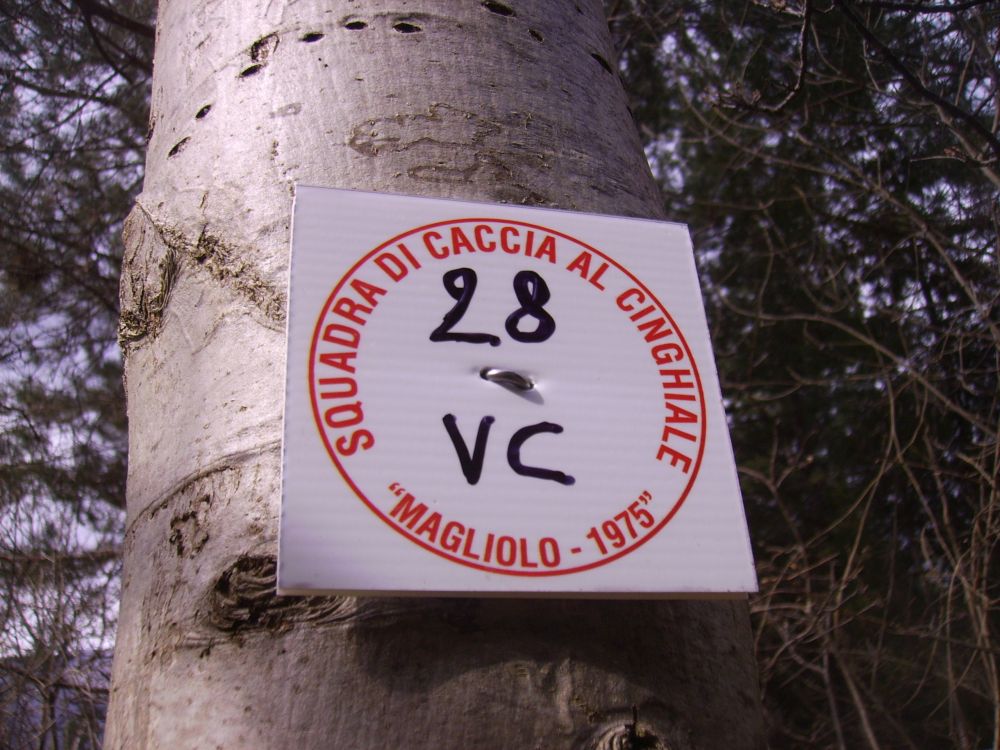 SQUADRA DI CACCIA AL CINGHIALE
28
VC
"MAGLIOLO - 1975"